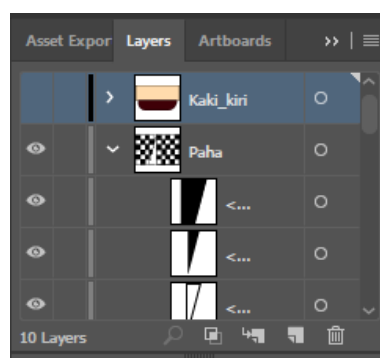 Asset Expor Layers Artboards
Kaki_kiri
Paha
<...
<...
<...
10 Layers